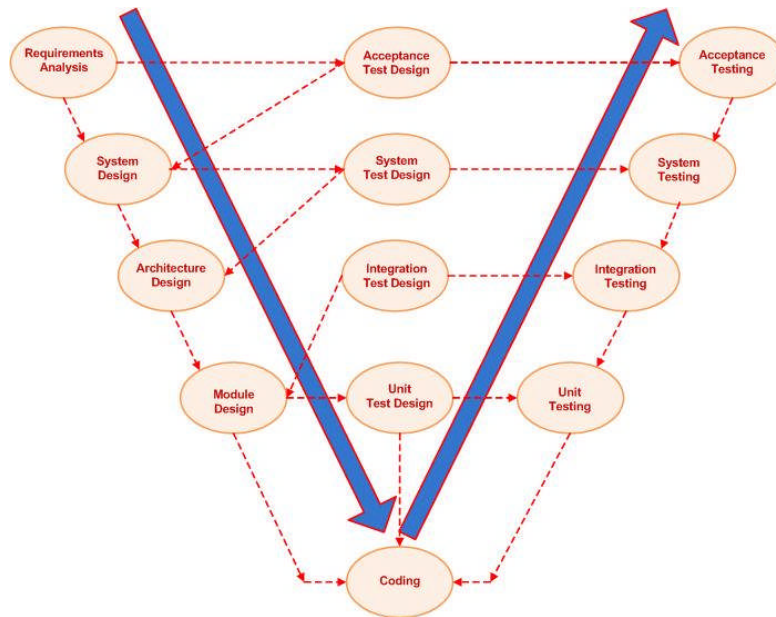 Requirements
Analysis
Acceptance
Test Design
Acceptance
Testing
System
Design
System
Test Design
System
Testing
Architecture
Design
Integration
Test Design
Integration
Testing
Module
Design
Unit
Test Design
Unit
Testing
Coding